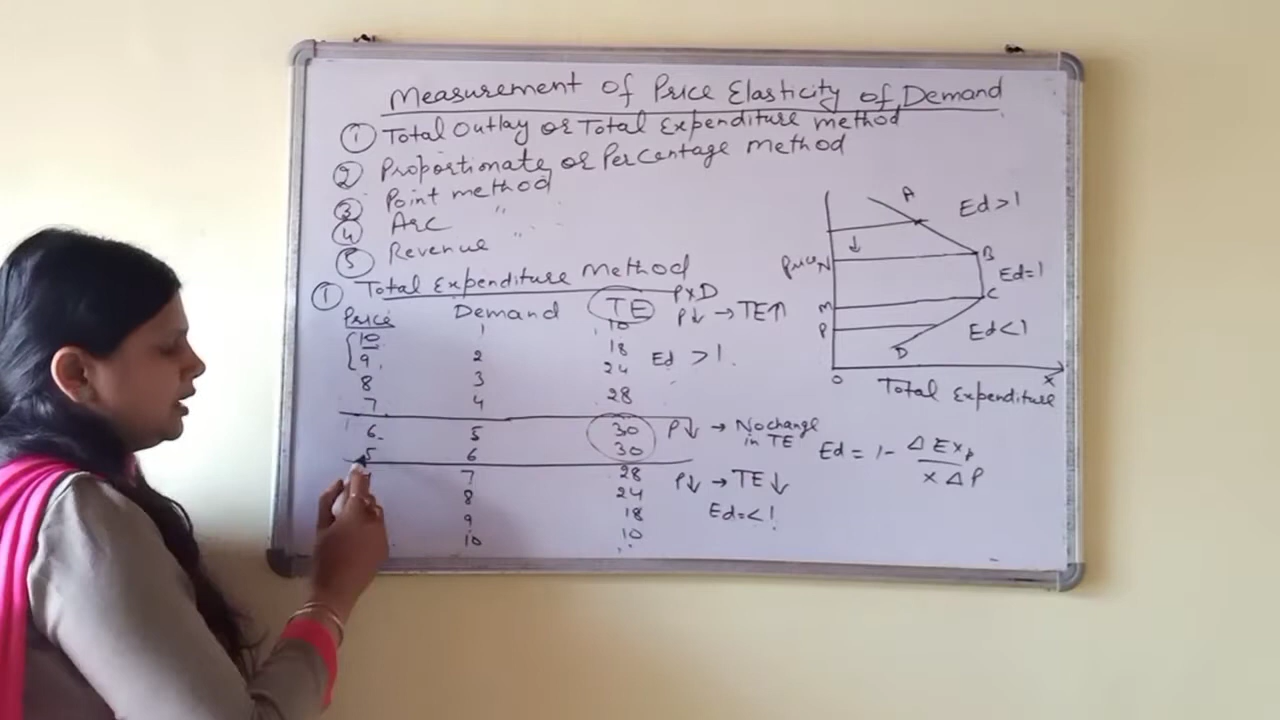 Measurement of Price Elasticity of Demand
① Total Outlay or Total Expenditure method
② Proportionate or Percentage Method
③ Point method
④ Arc "
⑤ Revenue "
① Total Expenditure Method
Price Demand TE P×D
10 1 10 P↓ → TE↑
9 2 18 Ed > 1
8 3 24
7 4 28
6 5 30 P↓ → No change in TE
5 6 30
7 28 P↓ → TE↓
8 24 Ed = < 1
9 18
10 10
A Ed > 1
Price N B
Ed = 1
M C
P Ed < 1
D
O X
Total Expenditure
Ed = 1 - ΔExp
x ΔP